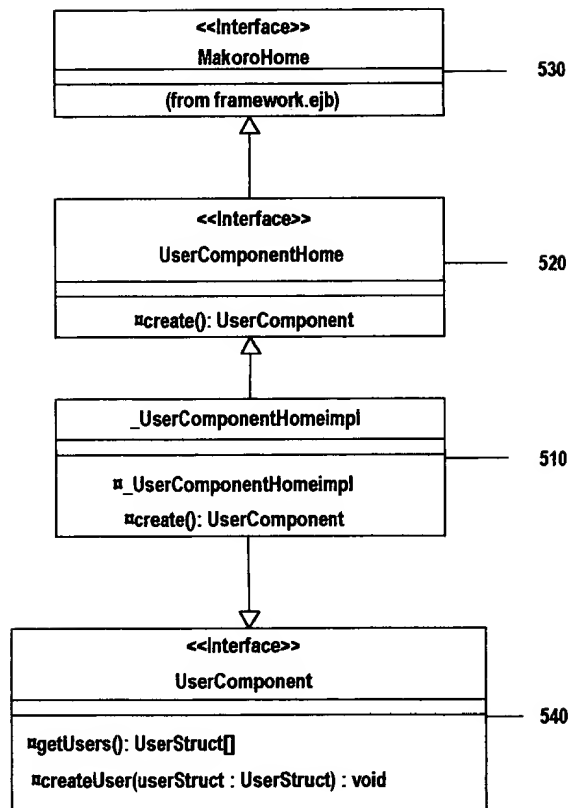 <<Interface>>
MakoroHome
530
(from framework.ejb)
<<Interface>>
UserComponentHome
520
¤create(): UserComponent
_UserComponentHomeimpl
510
¤_UserComponentHomeimpl
¤create(): UserComponent
<<Interface>>
UserComponent
540
¤getUsers(): UserStruct[]
¤createUser(userStruct : UserStruct) : void